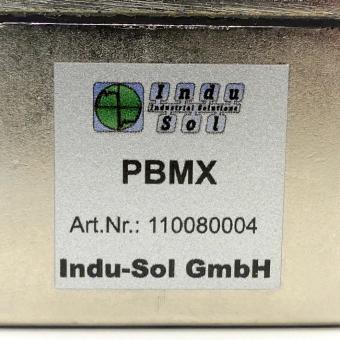 Indu
Industrial Solutions
Sol
PBMX
Art.Nr.: 110080004
Indu-Sol GmbH